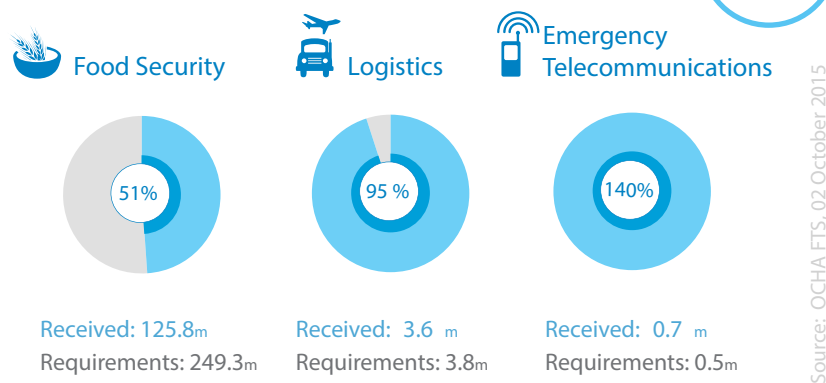 Food Security
Logistics
Emergency
Telecommunications
51%
95 %
140%
Received: 125.8m
Requirements: 249.3m
Received: 3.6 m
Requirements: 3.8m
Received: 0.7 m
Requirements: 0.5m
Source: OCHA FTS, 02 October 2015